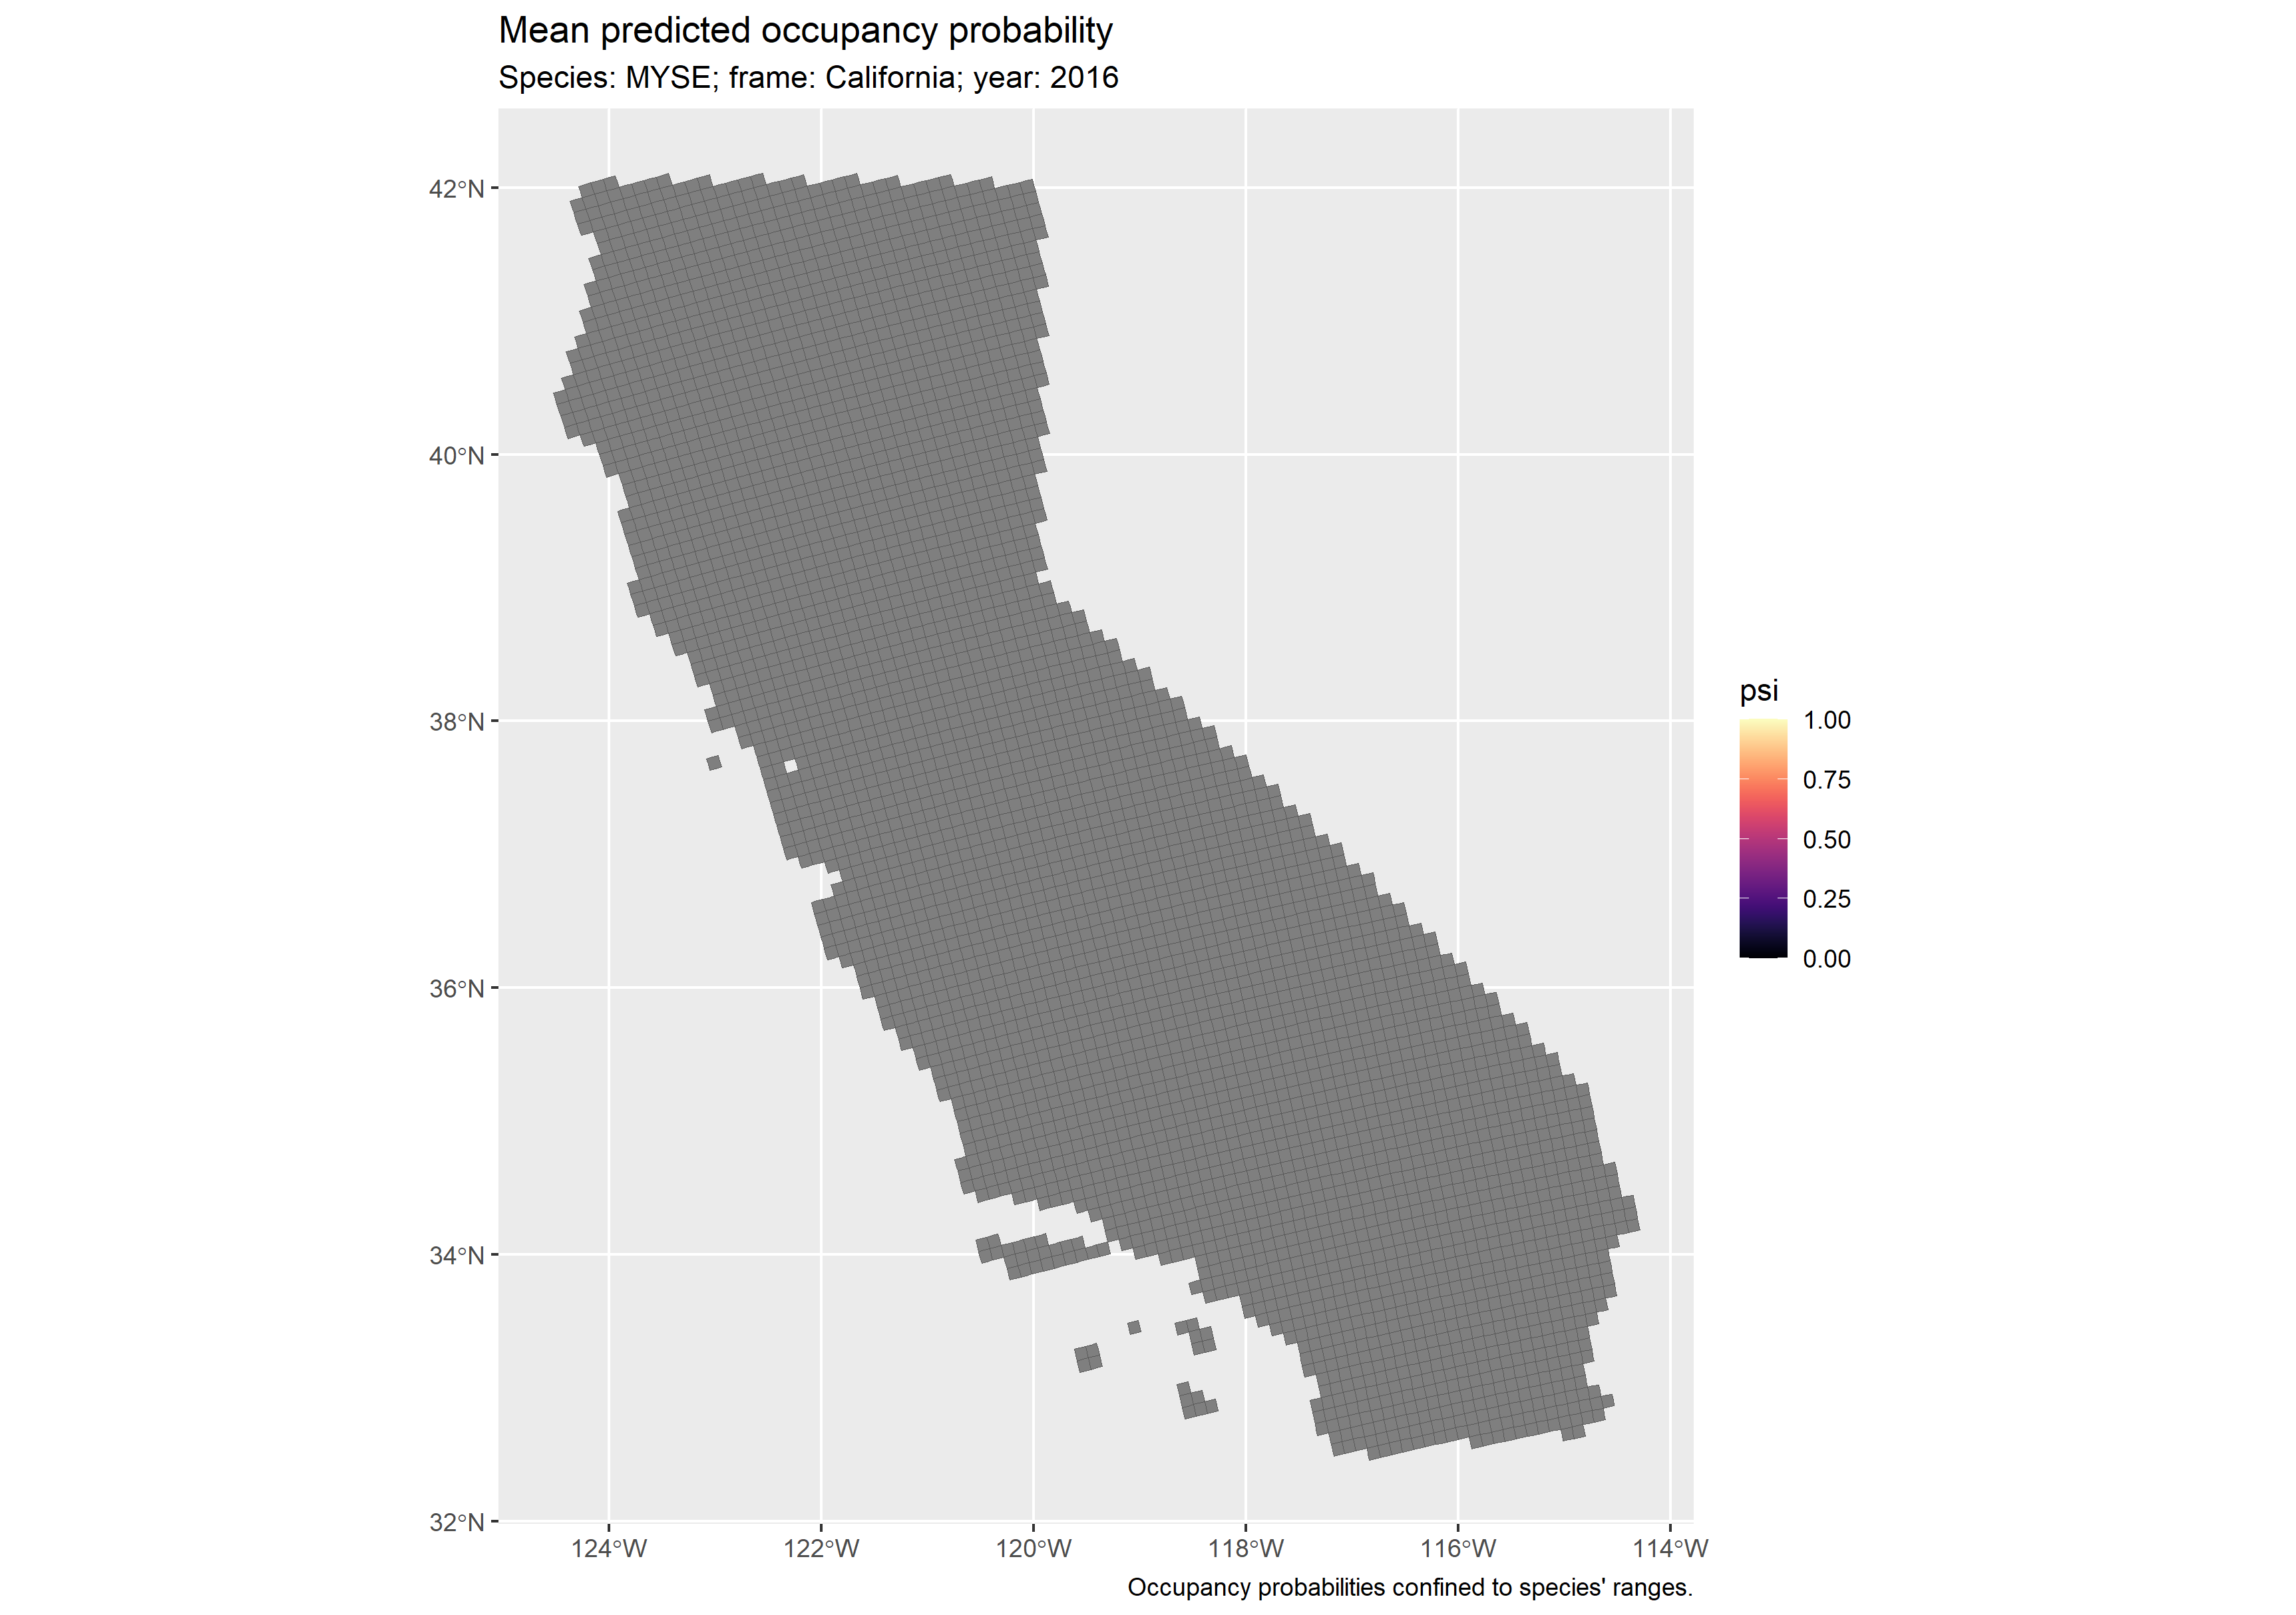 Mean predicted occupancy probability
Species: MYSE; frame: California; year: 2016
42°N
40°N
38°N
36°N
34°N
32°N
124°W
122°W
120°W
118°W
116°W
114°W
psi
1.00
0.75
0.50
0.25
0.00
Occupancy probabilities confined to species' ranges.